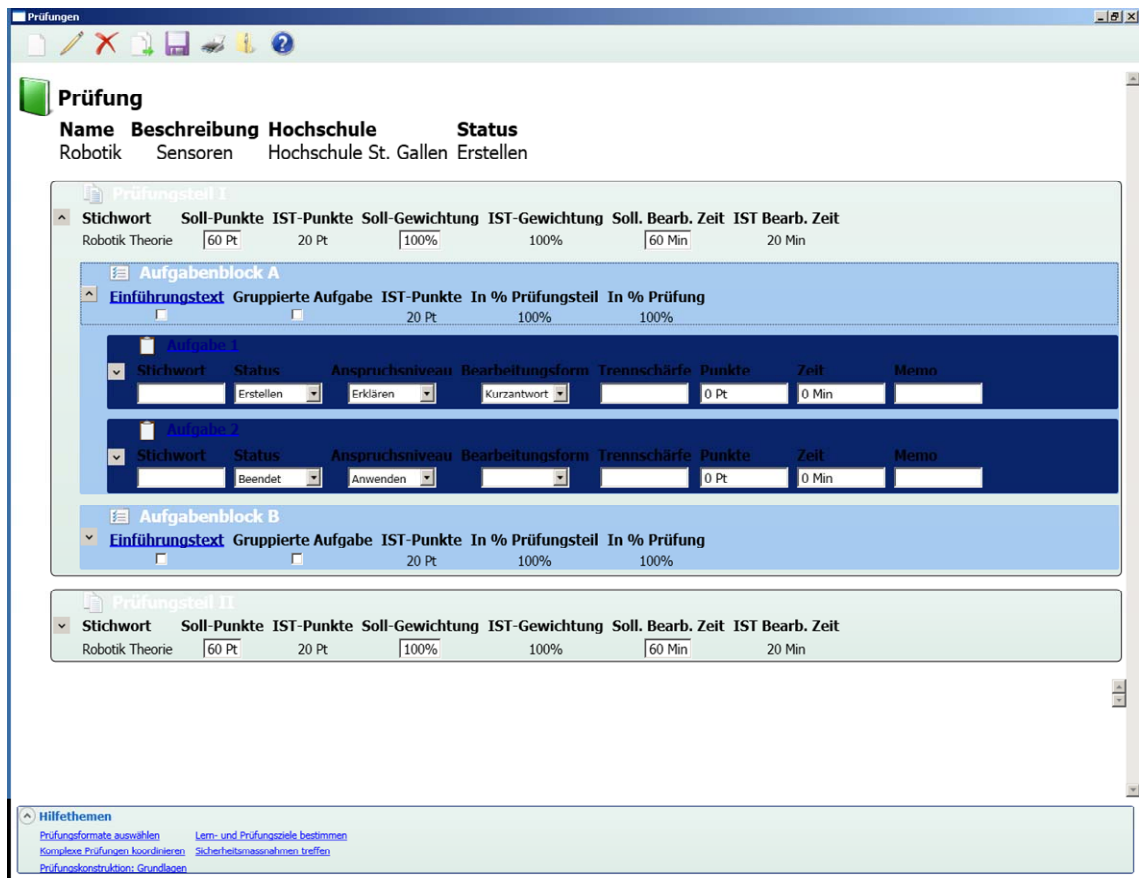 Prüfungen
Prüfung
Name Beschreibung Hochschule Status
Robotik Sensoren Hochschule St. Gallen Erstellen
Prüfungsteil I
Stichwort Soll-Punkte IST-Punkte Soll-Gewichtung IST-Gewichtung Soll. Bearb. Zeit IST Bearb. Zeit
Robotik Theorie 60 Pt 20 Pt 100% 100% 60 Min 20 Min
Aufgabenblock A
Einführungstext Gruppierte Aufgabe IST-Punkte In % Prüfungsteil In % Prüfung
20 Pt 100% 100%
Aufgabe 1
Stichwort Status Anspruchsniveau Bearbeitungsform Trennschärfe Punkte Zeit Memo
Erstellen Erklären Kurzantwort 0 Pt 0 Min
Aufgabe 2
Stichwort Status Anspruchsniveau Bearbeitungsform Trennschärfe Punkte Zeit Memo
Beendet Anwenden 0 Pt 0 Min
Aufgabenblock B
Einführungstext Gruppierte Aufgabe IST-Punkte In % Prüfungsteil In % Prüfung
20 Pt 100% 100%
Prüfungsteil II
Stichwort Soll-Punkte IST-Punkte Soll-Gewichtung IST-Gewichtung Soll. Bearb. Zeit IST Bearb. Zeit
Robotik Theorie 60 Pt 20 Pt 100% 100% 60 Min 20 Min
Hilfethemen
Prüfungsformate auswählen Lern- und Prüfungsziele bestimmen
Komplexe Prüfungen koordinieren Sicherheitsmassnahmen treffen
Prüfungskonstruktion: Grundlagen